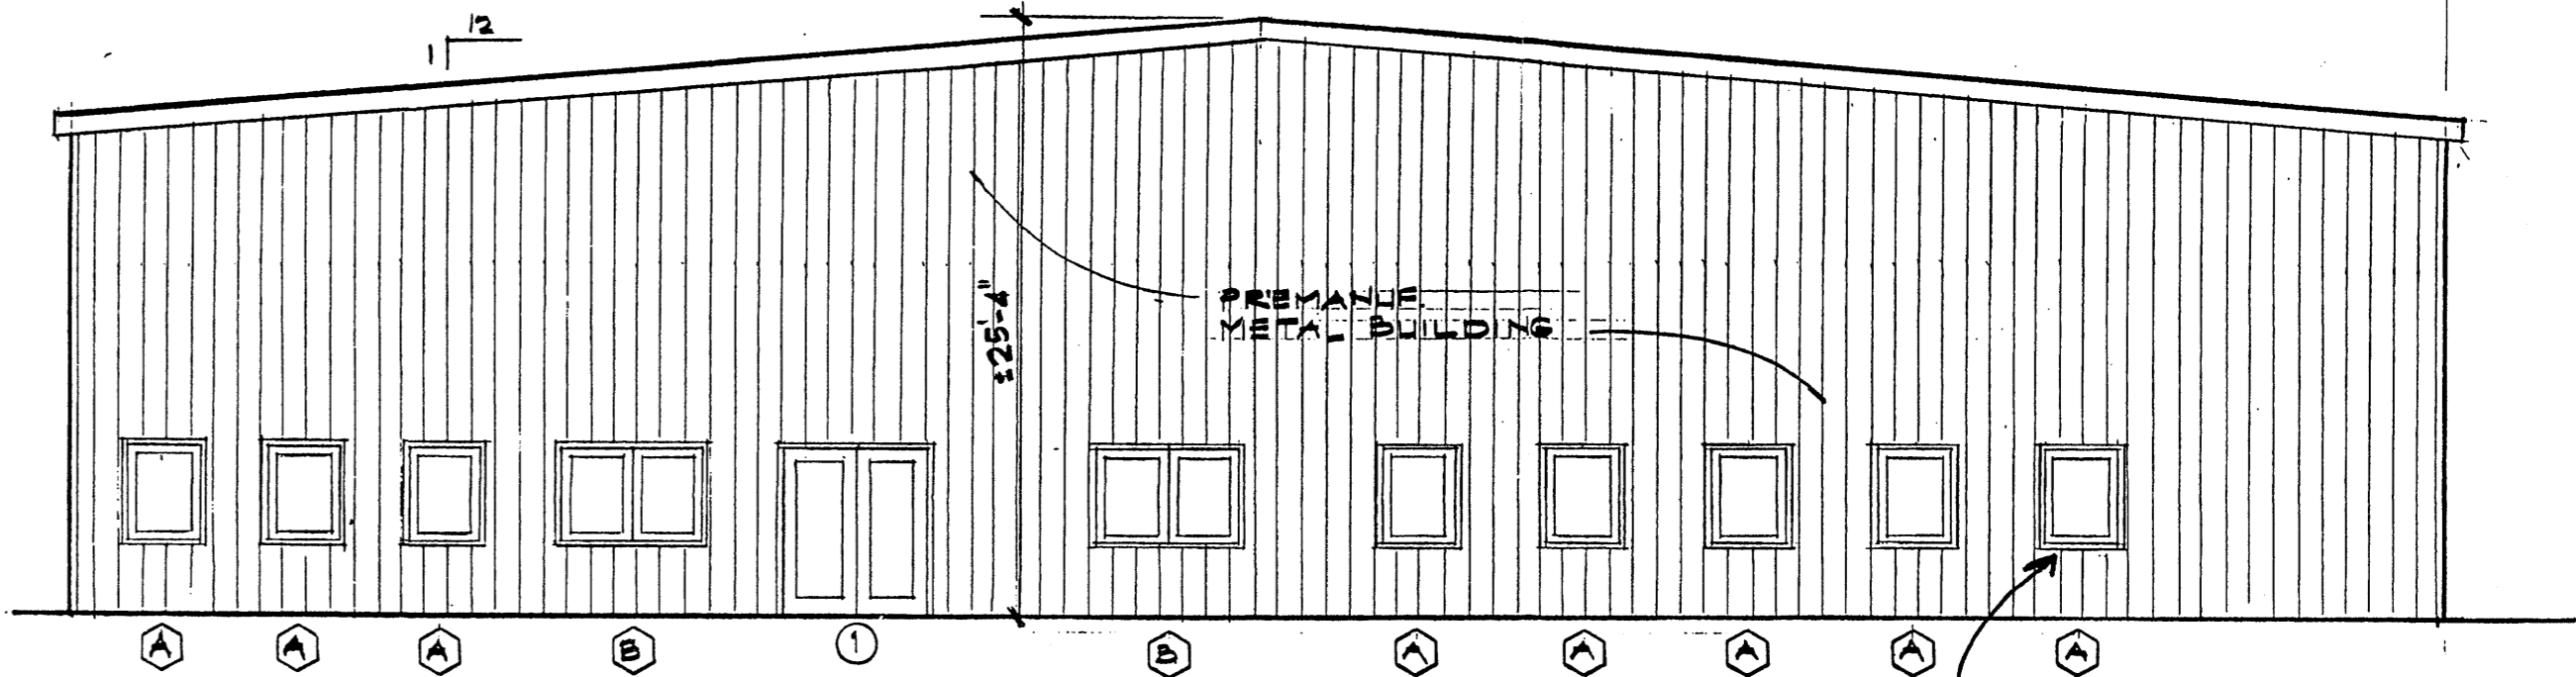 12
1
±25'-4"
PREMANUF.
METAL BUILDING
A A A B 1 B A A A A A